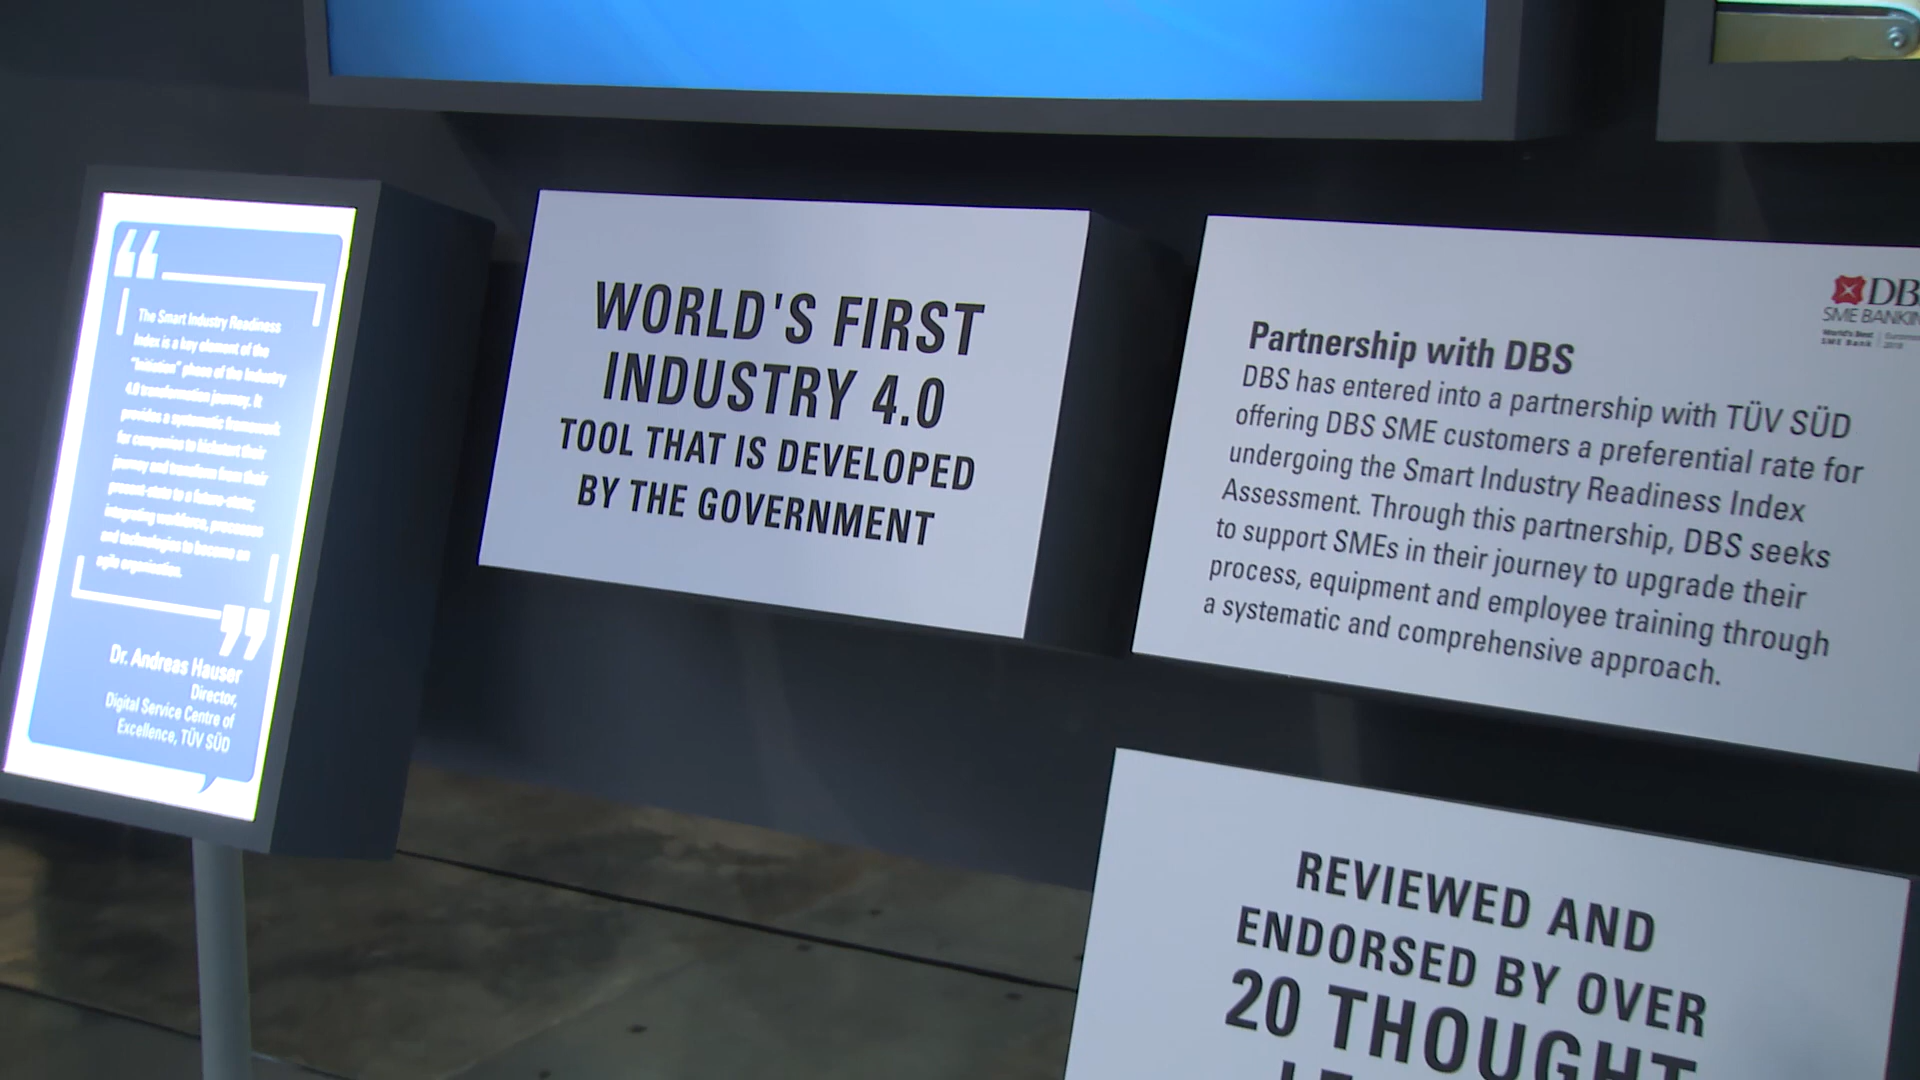 The Smart Industry Readiness
Index is a key element of the
"Initiation" phase of the Industry
4.0 transformation journey. It
provides a systematic framework
for companies to kickstart their
journey and transform from their
present-state to a future-state;
integrating workforce, processes
and technologies to become an
agile organisation.
Dr. Andreas Hauser
Director,
Digital Service Centre of
Excellence, TÜV SÜD
WORLD'S FIRST
INDUSTRY 4.0
TOOL THAT IS DEVELOPED
BY THE GOVERNMENT
DBS
SME BANKING
World's Best
SME Bank
2018
Partnership with DBS
DBS has entered into a partnership with TÜV SÜD
offering DBS SME customers a preferential rate for
undergoing the Smart Industry Readiness Index
Assessment. Through this partnership, DBS seeks
to support SMEs in their journey to upgrade their
process, equipment and employee training through
a systematic and comprehensive approach.
REVIEWED AND
ENDORSED BY OVER
20 THOUGHT